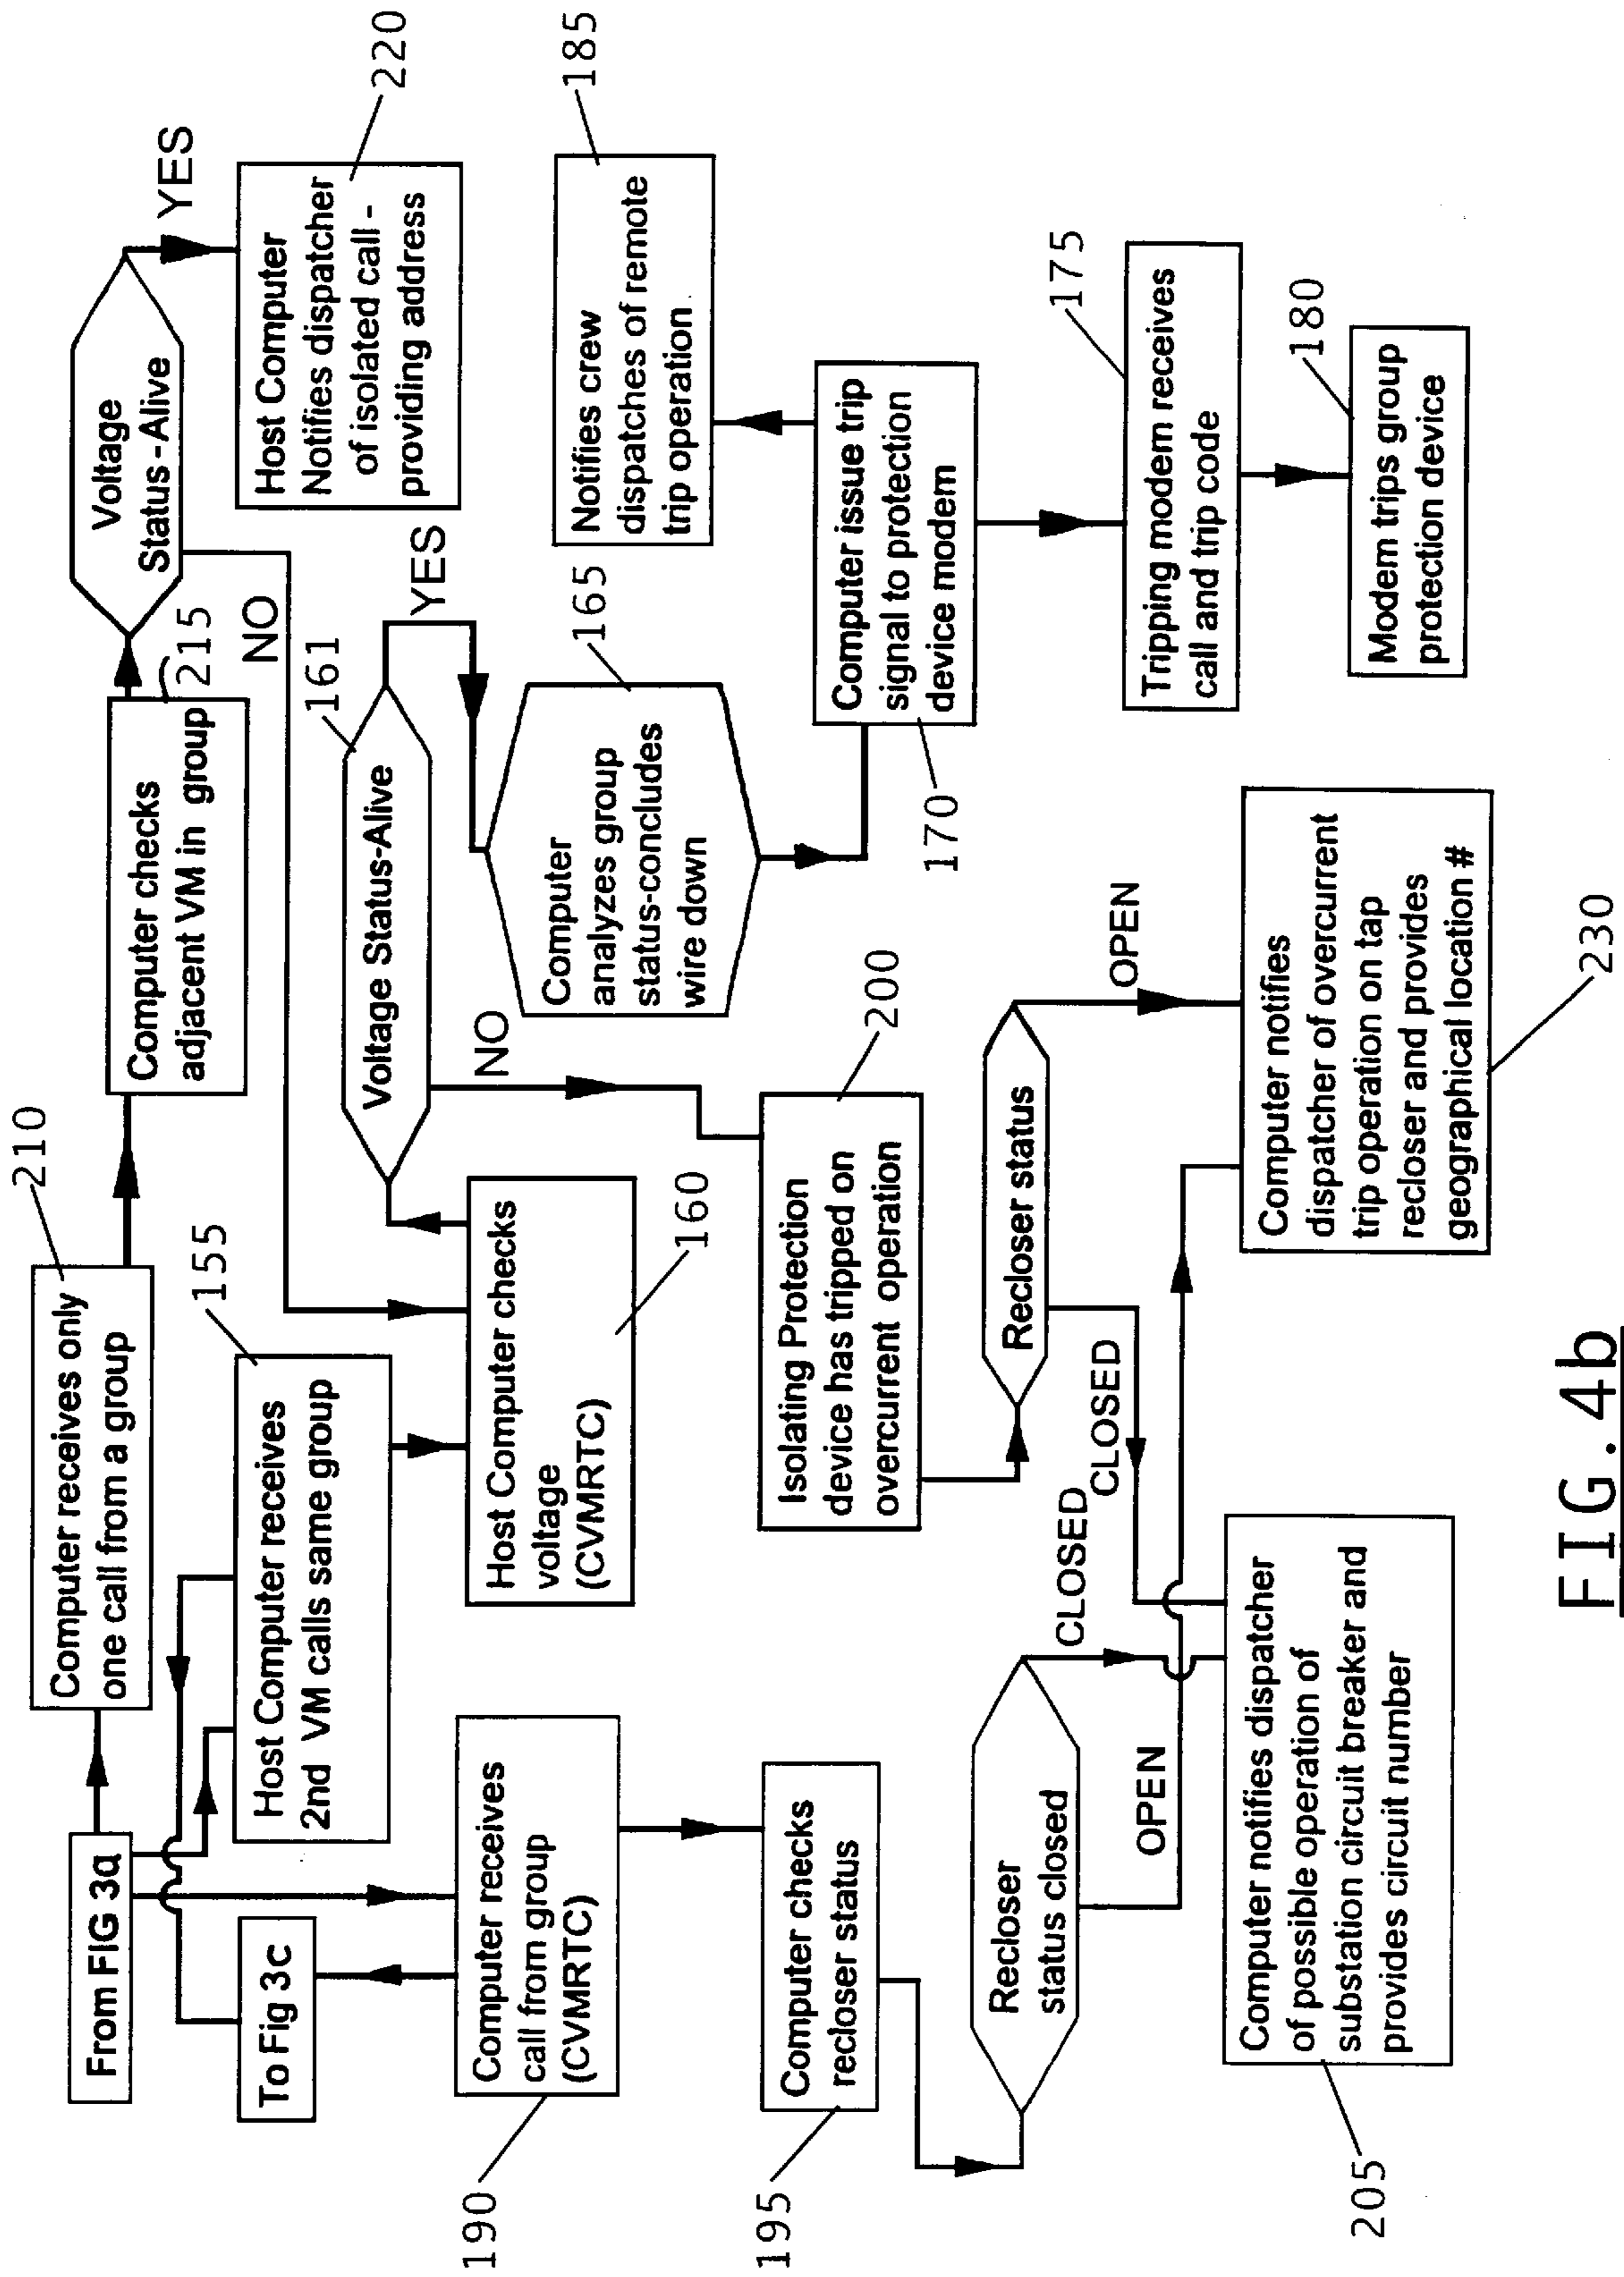 From FIG 3a
210
Computer receives only
one call from a group
Computer checks
adjacent VM in group
215
Voltage
Status-Alive
YES
NO
Host Computer
Notifies dispatcher
of isolated call -
providing address
220
To Fig 3c
155
Host Computer receives
2nd VM calls same group
Host Computer checks
voltage
(CVMRTC)
160
161
Voltage Status-Alive
YES
NO
165
Computer
analyzes group
status-concludes
wire down
185
Notifies crew
dispatches of remote
trip operation
Computer issue trip
signal to protection
device modem
170
175
Tripping modem receives
call and trip code
180
Modem trips group
protection device
190
Computer receives
call from group
(CVMRTC)
195
Computer checks
recloser status
200
Isolating Protection
device has tripped on
overcurrent operation
Recloser
status closed
CLOSED
OPEN
Recloser status
CLOSED
OPEN
205
Computer notifies dispatcher
of possible operation of
substation circuit breaker and
provides circuit number
Computer notifies
dispatcher of overcurrent
trip operation on tap
recloser and provides
geographical location #
230
FIG.4b